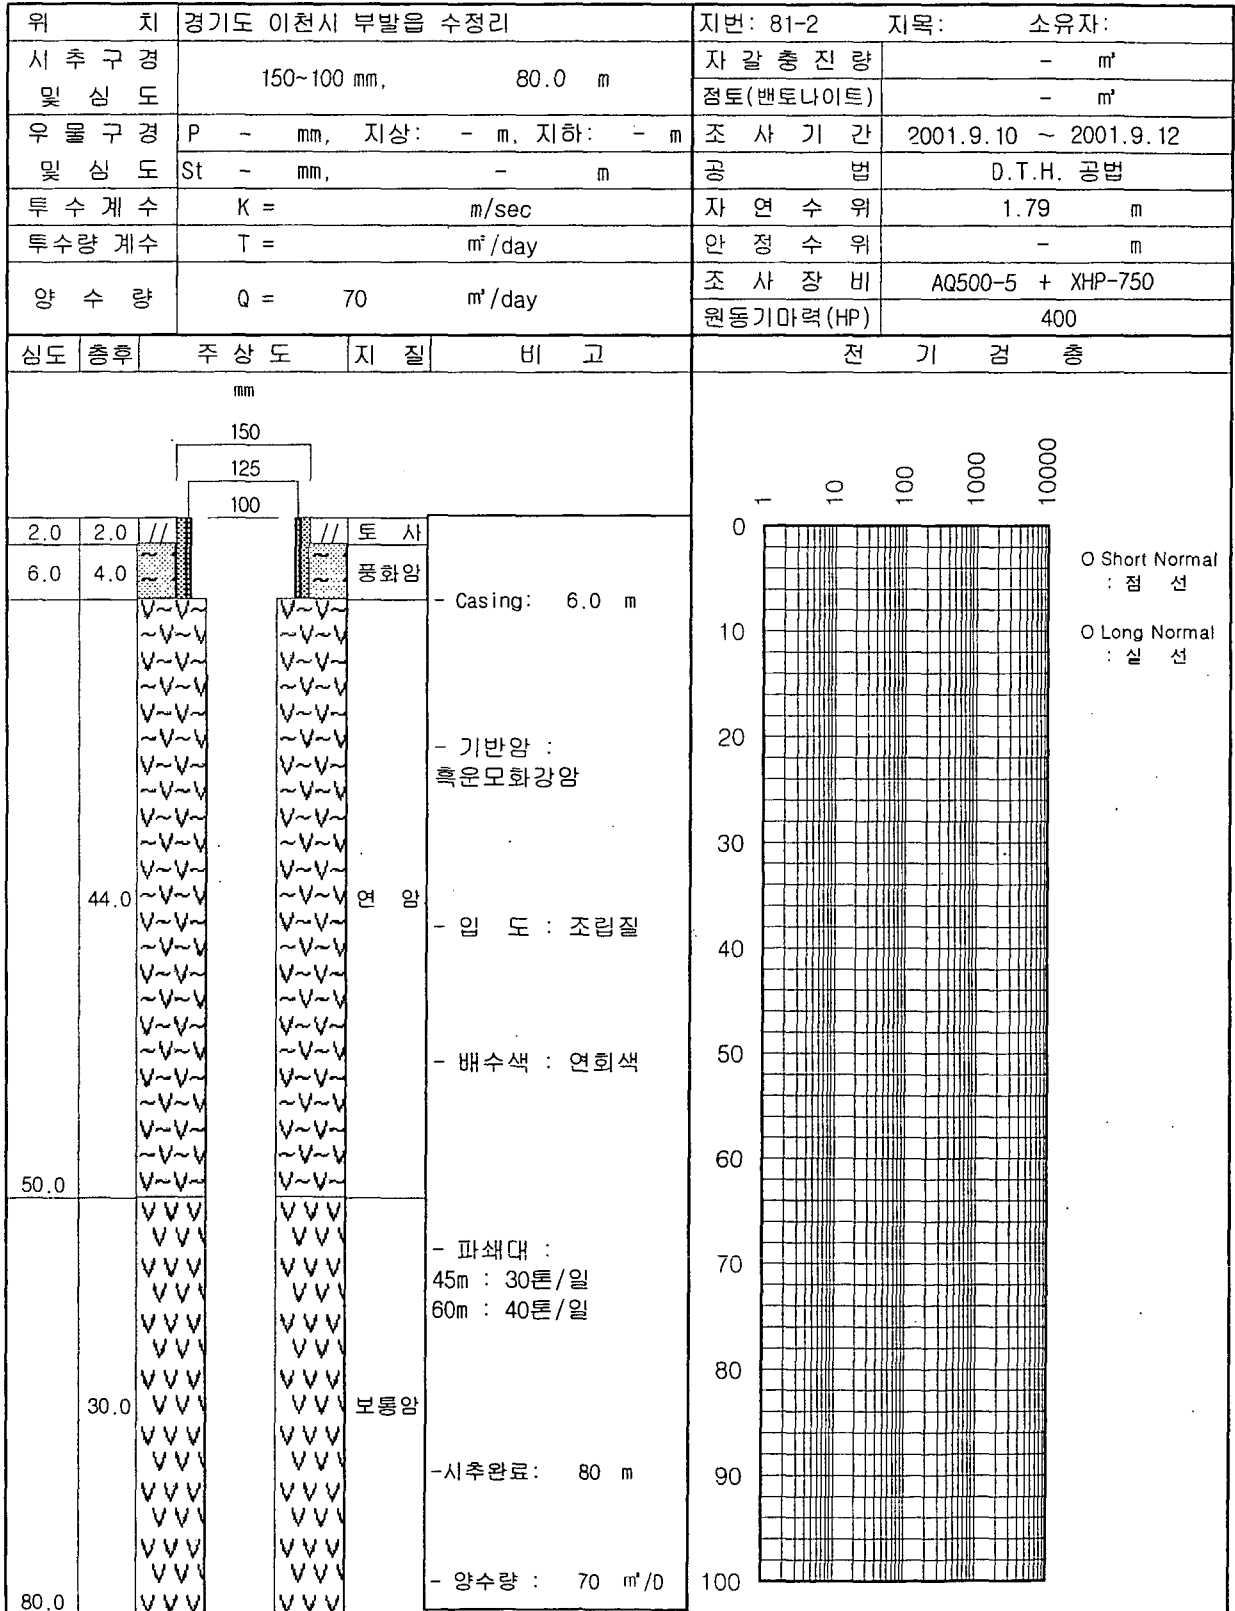 위 치 경기도 이천시 부발읍 수정리 지번: 81-2 지목: 소유자:
시 추 구 경 및 심 도 150~100 mm, 80.0 m 자 갈 충 진 량 - ㎥
점토(밴토나이트) - ㎥
우 물 구 경 및 심 도 P - mm, 지상: - m, 지하: - m 조 사 기 간 2001.9.10 ~ 2001.9.12
St - mm, - m 공 법 D.T.H. 공법
투 수 계 수 K = m/sec 자 연 수 위 1.79 m
투수량 계수 T = ㎡/day 안 정 수 위 - m
양 수 량 Q = 70 ㎥/day 조 사 장 비 AQ500-5 + XHP-750
원동기마력(HP) 400
심도 층후 주 상 도 지 질 비 고 전 기 검 층
mm
150
125
100
1 10 100 1000 10000
2.0 2.0 토 사
6.0 4.0 풍화암
- Casing: 6.0 m
- 기반암 :
흑운모화강암
44.0 연 암
- 입 도 : 조립질
- 배수색 : 연회색
50.0
- 파쇄대 :
45m : 30톤/일
60m : 40톤/일
30.0 보통암
-시추완료: 80 m
- 양수량 : 70 ㎥/D
80.0
0
10
20
30
40
50
60
70
80
90
100
O Short Normal
: 점 선
O Long Normal
: 실 선